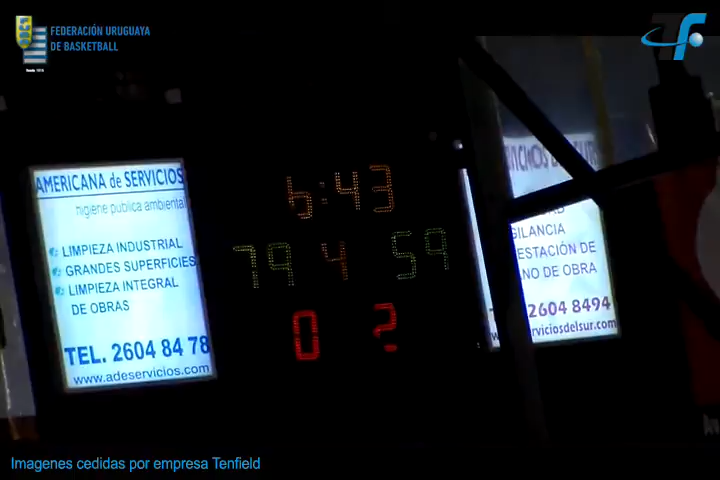 FEDERACIÓN URUGUAYA
DE BASKETBALL
AMERICANA de SERVICIOS
higiene publica ambiental
LIMPIEZA INDUSTRIAL
GRANDES SUPERFICIES
LIMPIEZA INTEGRAL
DE OBRAS
TEL. 2604 84 78
www.adeservicios.com
6:43
79 4 59
0 2
GILANCIA
ESTACIÓN DE
NO DE OBRA
2604 8494
rviciosdelsur.com
Imagenes cedidas por empresa Tenfield